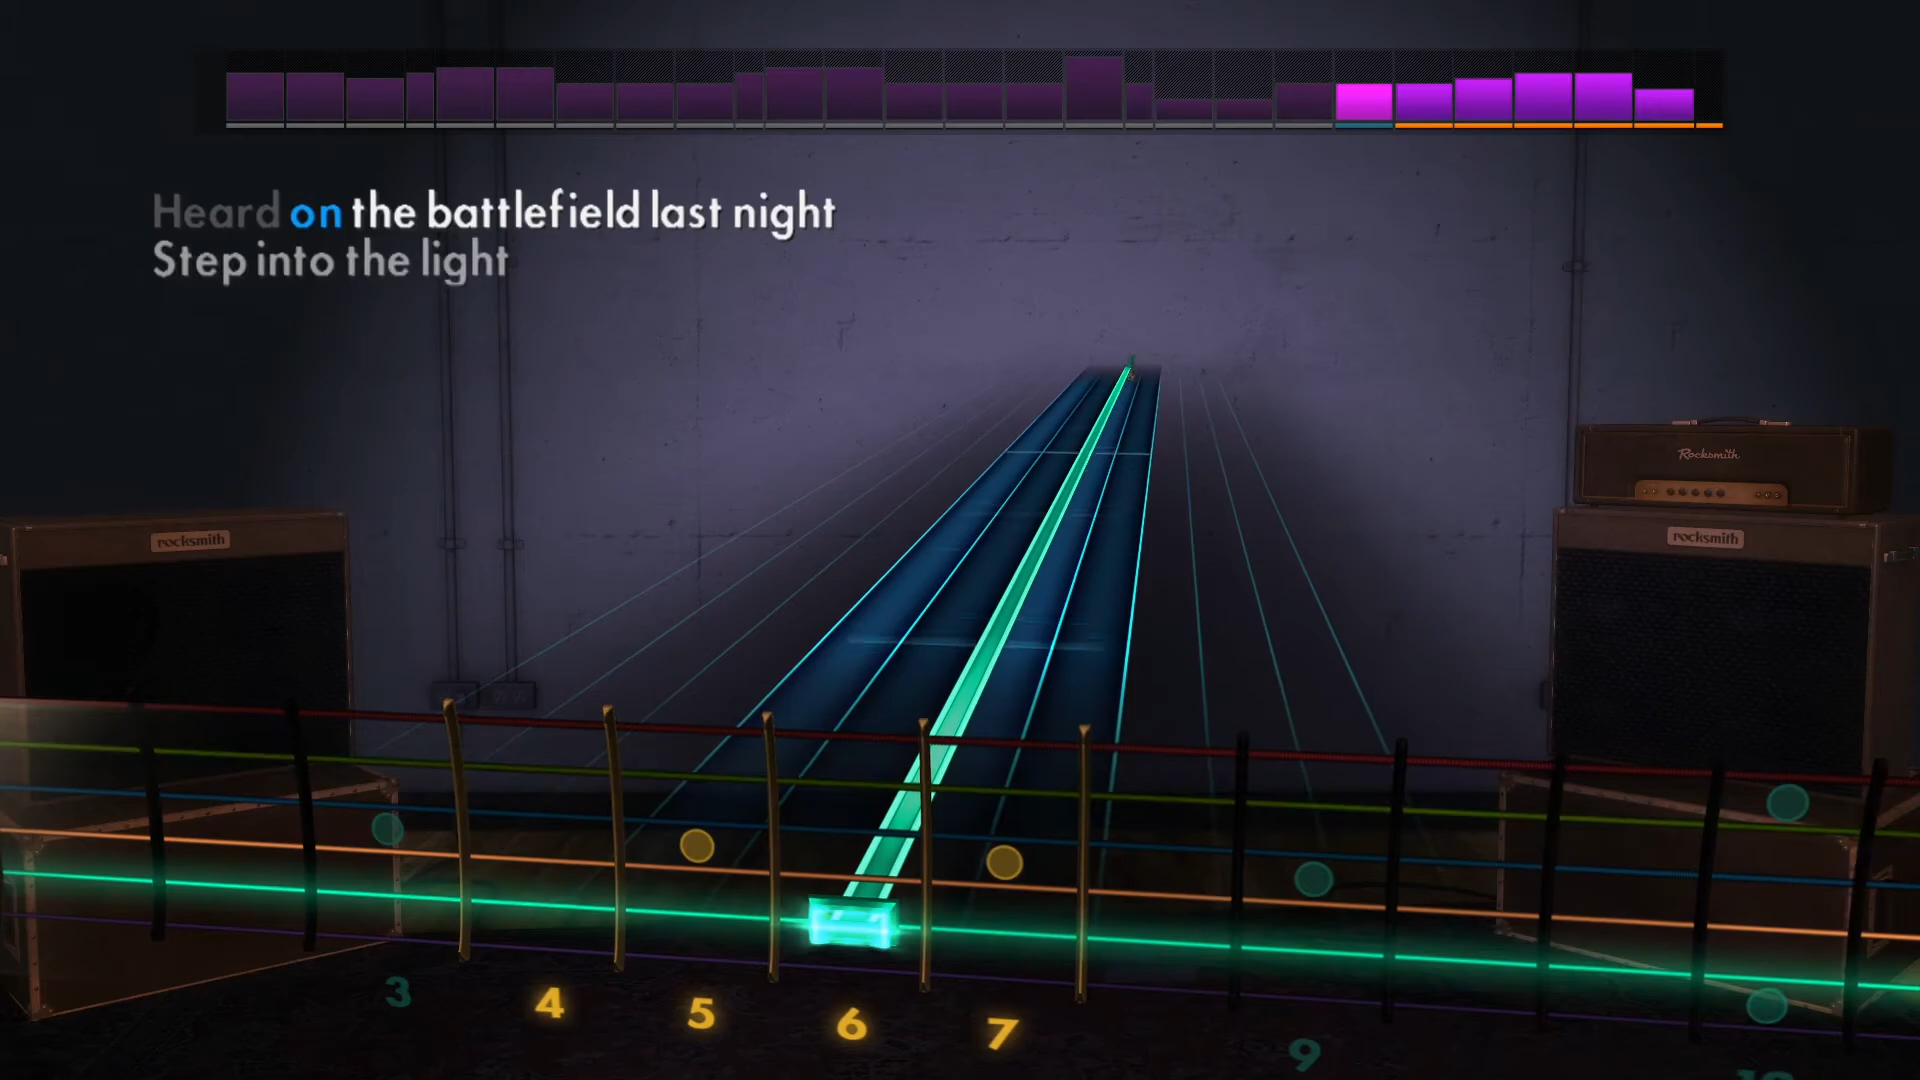 Heard on the battlefield last night
Step into the light
Rocksmith
rocksmith
rocksmith
3
4
5
6
7
9